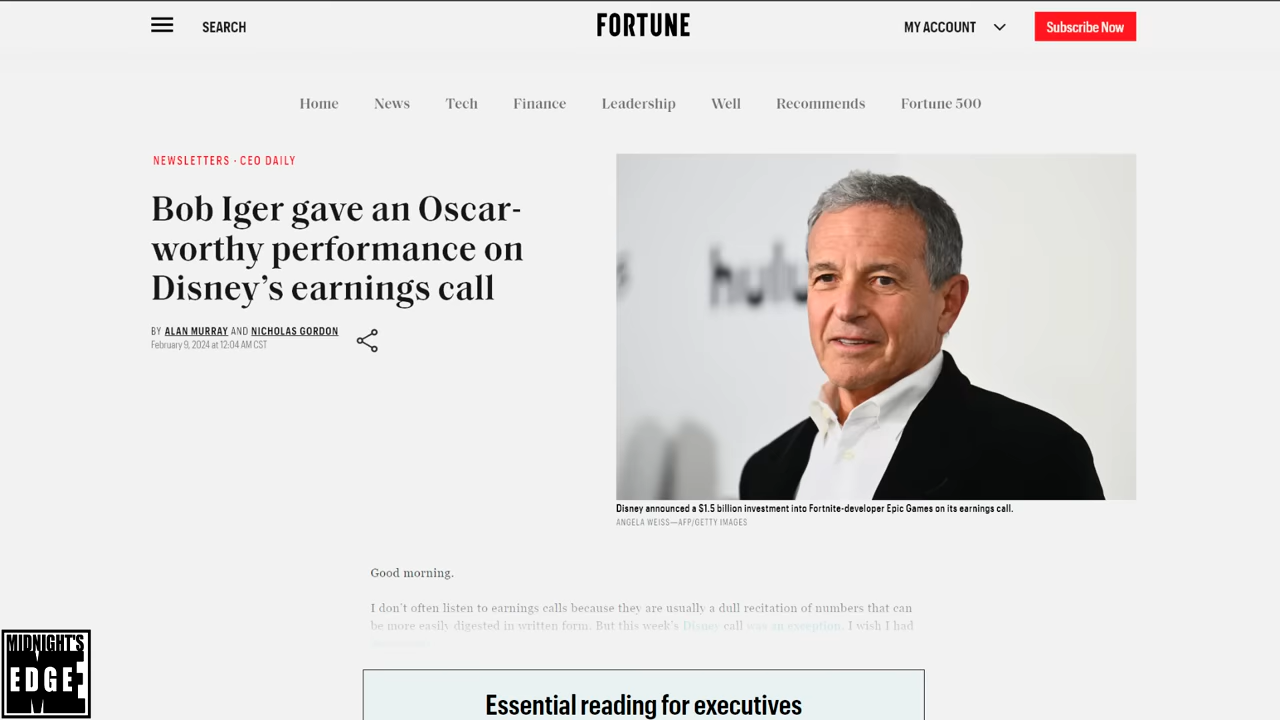 SEARCH
FORTUNE
MY ACCOUNT
Subscribe Now
Home News Tech Finance Leadership Well Recommends Fortune 500
NEWSLETTERS · CEO DAILY
Bob Iger gave an Oscar-
worthy performance on
Disney’s earnings call
BY ALAN MURRAY AND NICHOLAS GORDON
February 9, 2024 at 12:04 AM CST
hulu
Disney announced a $1.5 billion investment into Fortnite-developer Epic Games on its earnings call.
ANGELA WEISS—AFP/GETTY IMAGES
Good morning.
I don’t often listen to earnings calls because they are usually a dull recitation of numbers that can
be more easily digested in written form. But this week’s Disney call was an exception. I wish I had
Essential reading for executives
MIDNIGHT'S
EDGE
ME